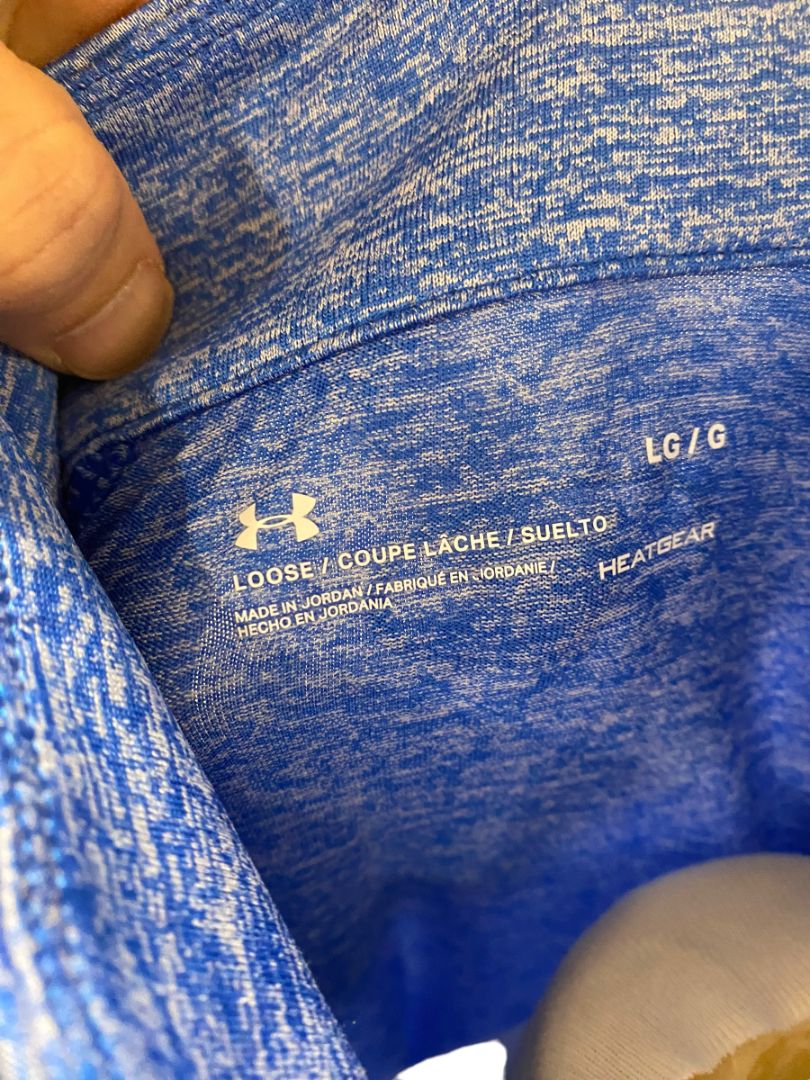 LG / G
LOOSE / COUPE LÂCHE / SUELTO
HEATGEAR
MADE IN JORDAN / FABRIQUÉ EN JORDANIE /
HECHO EN JORDANIA